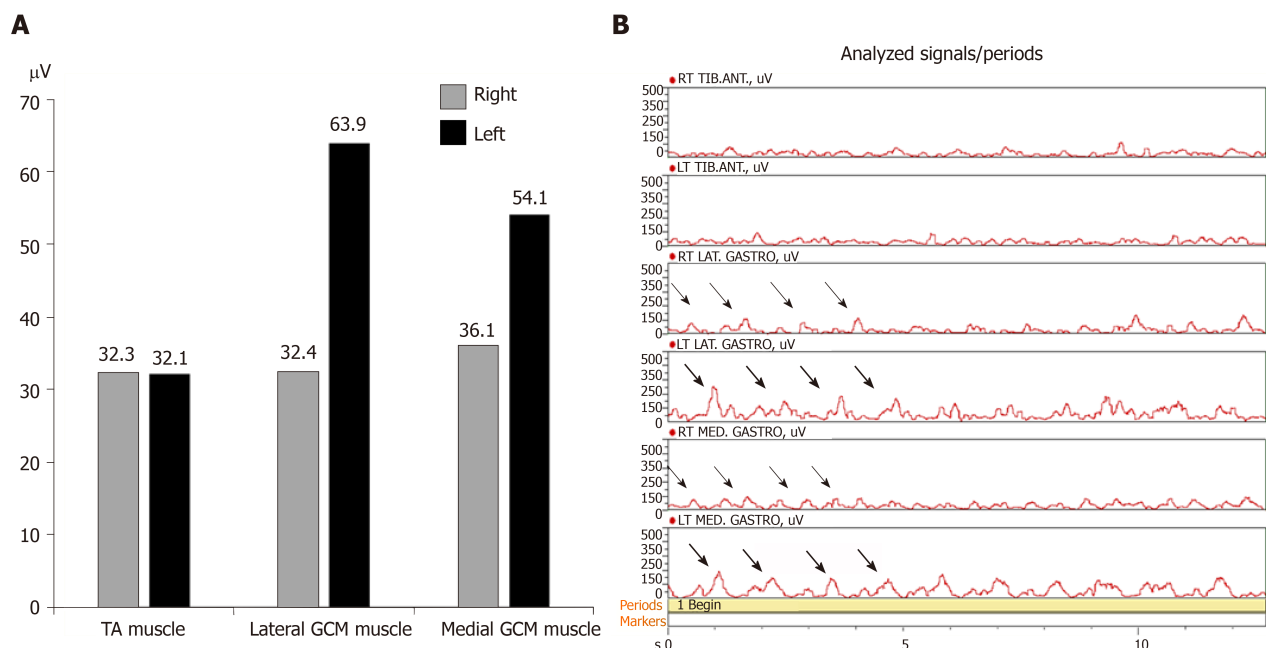 A
μV
70
60
50
40
30
20
10
0
Right
Left
32.3
32.1
32.4
63.9
36.1
54.1
TA muscle
Lateral GCM muscle
Medial GCM muscle
B
Analyzed signals/periods
RT TIB.ANT., uV
500
350
250
150
0
LT TIB.ANT., uV
500
350
250
150
0
RT LAT. GASTRO, uV
500
350
250
150
0
LT LAT. GASTRO, uV
500
350
250
150
0
RT MED. GASTRO, uV
500
350
250
150
0
LT MED. GASTRO, uV
500
350
250
150
0
Periods 1 Begin
Markers
s 0 5 10